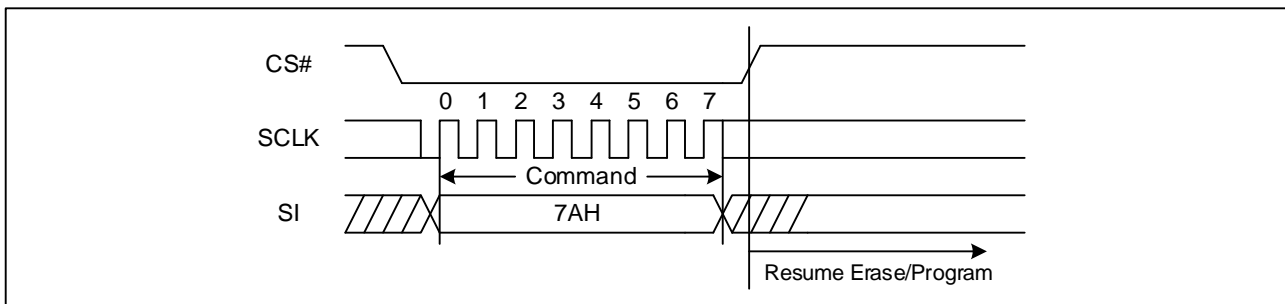 CS#
0 1 2 3 4 5 6 7
SCLK
Command
SI
7AH
Resume Erase/Program